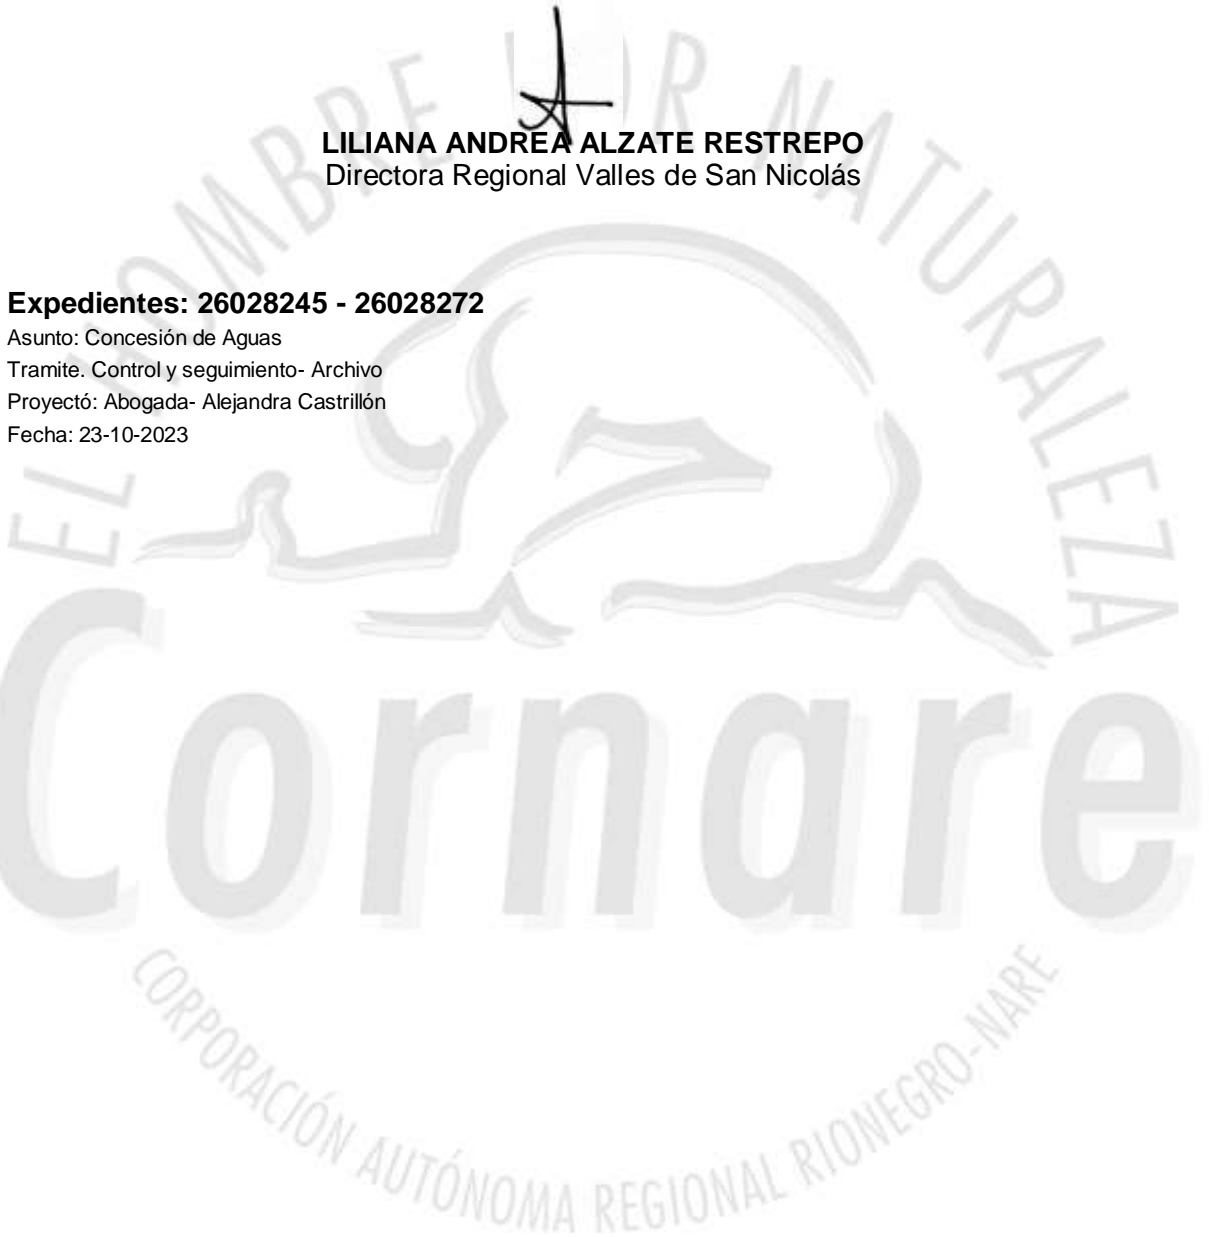 LILIANA ANDREA ALZATE RESTREPO
Directora Regional Valles de San Nicolás
Expedientes: 26028245 - 26028272
Asunto: Concesión de Aguas
Tramite. Control y seguimiento- Archivo
Proyectó: Abogada- Alejandra Castrillón
Fecha: 23-10-2023
EL HOMBRE POR NATURALEZA
Cornare
CORPORACIÓN AUTÓNOMA REGIONAL RIONEGRO-NARE